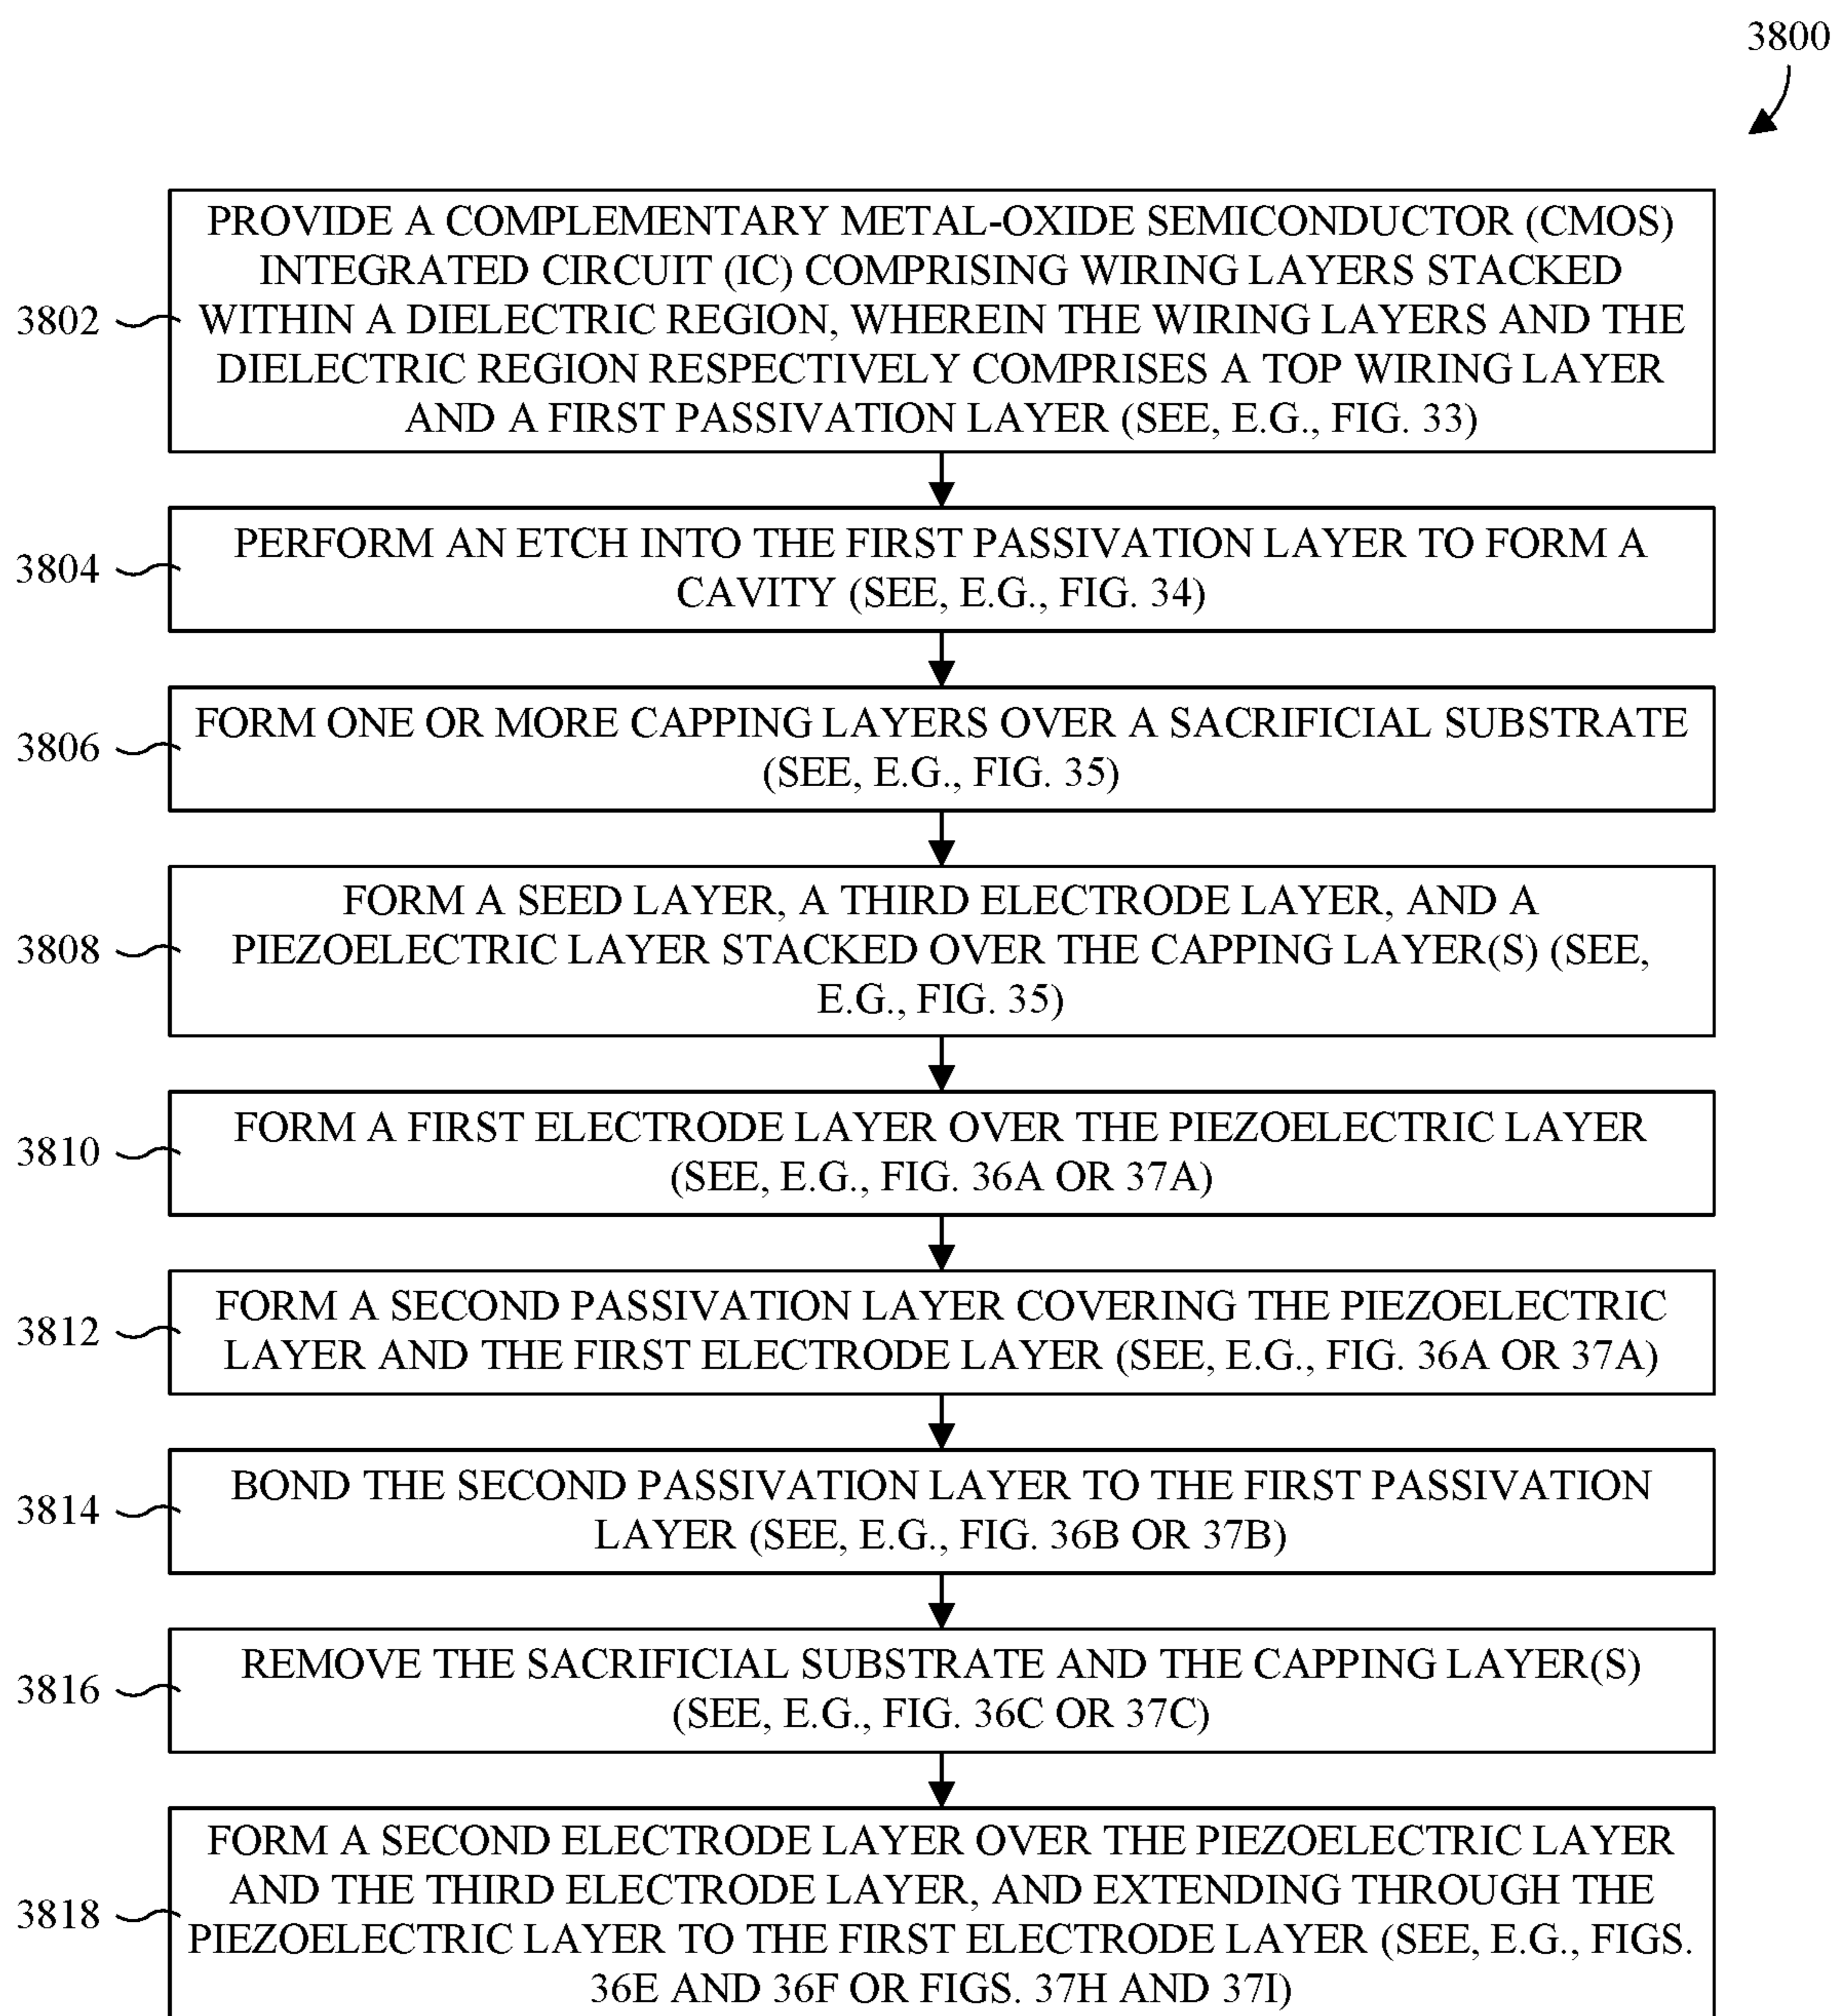 3800
PROVIDE A COMPLEMENTARY METAL-OXIDE SEMICONDUCTOR (CMOS)
INTEGRATED CIRCUIT (IC) COMPRISING WIRING LAYERS STACKED
3802
WITHIN A DIELECTRIC REGION, WHEREIN THE WIRING LAYERS AND THE
DIELECTRIC REGION RESPECTIVELY COMPRISES A TOP WIRING LAYER
AND A FIRST PASSIVATION LAYER (SEE, E.G., FIG. 33)
3804
PERFORM AN ETCH INTO THE FIRST PASSIVATION LAYER TO FORM A
CAVITY (SEE, E.G., FIG. 34)
3806
FORM ONE OR MORE CAPPING LAYERS OVER A SACRIFICIAL SUBSTRATE
(SEE, E.G., FIG. 35)
3808
FORM A SEED LAYER, A THIRD ELECTRODE LAYER, AND A
PIEZOELECTRIC LAYER STACKED OVER THE CAPPING LAYER(S) (SEE,
E.G., FIG. 35)
3810
FORM A FIRST ELECTRODE LAYER OVER THE PIEZOELECTRIC LAYER
(SEE, E.G., FIG. 36A OR 37A)
3812
FORM A SECOND PASSIVATION LAYER COVERING THE PIEZOELECTRIC
LAYER AND THE FIRST ELECTRODE LAYER (SEE, E.G., FIG. 36A OR 37A)
3814
BOND THE SECOND PASSIVATION LAYER TO THE FIRST PASSIVATION
LAYER (SEE, E.G., FIG. 36B OR 37B)
3816
REMOVE THE SACRIFICIAL SUBSTRATE AND THE CAPPING LAYER(S)
(SEE, E.G., FIG. 36C OR 37C)
3818
FORM A SECOND ELECTRODE LAYER OVER THE PIEZOELECTRIC LAYER
AND THE THIRD ELECTRODE LAYER, AND EXTENDING THROUGH THE
PIEZOELECTRIC LAYER TO THE FIRST ELECTRODE LAYER (SEE, E.G., FIGS.
36E AND 36F OR FIGS. 37H AND 37I)